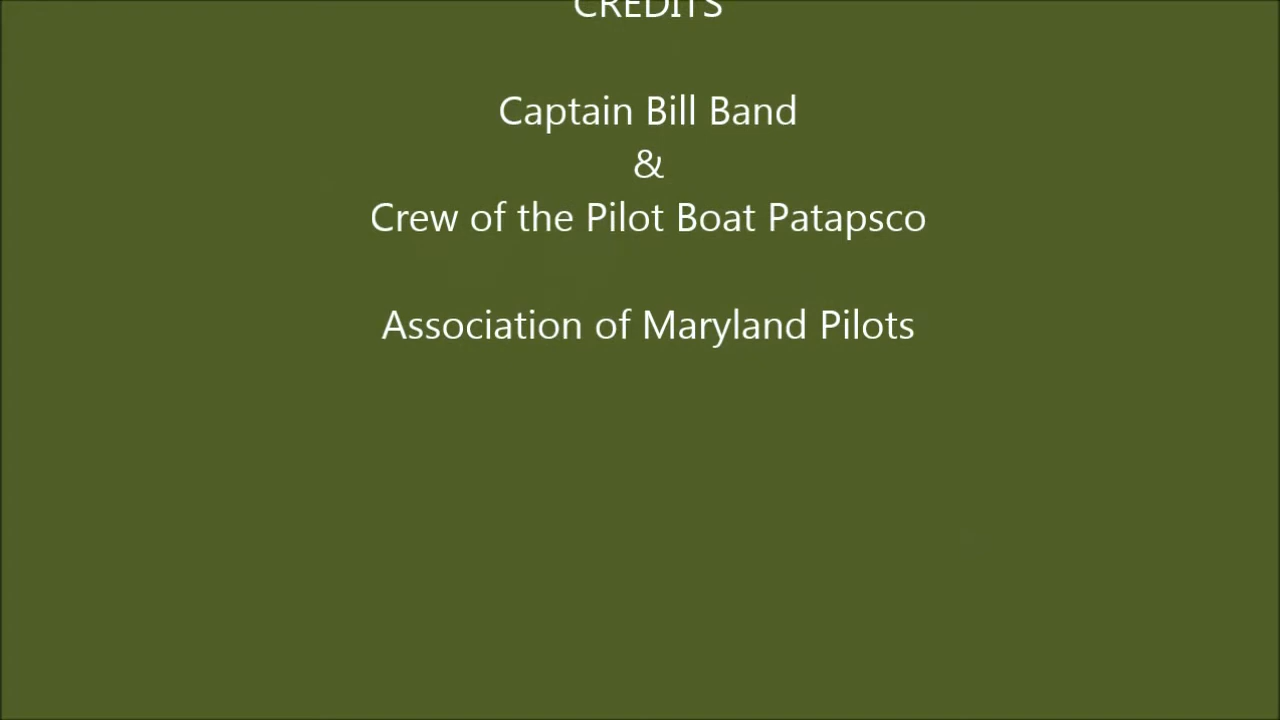 CREDITS
Captain Bill Band
&
Crew of the Pilot Boat Patapsco
Association of Maryland Pilots